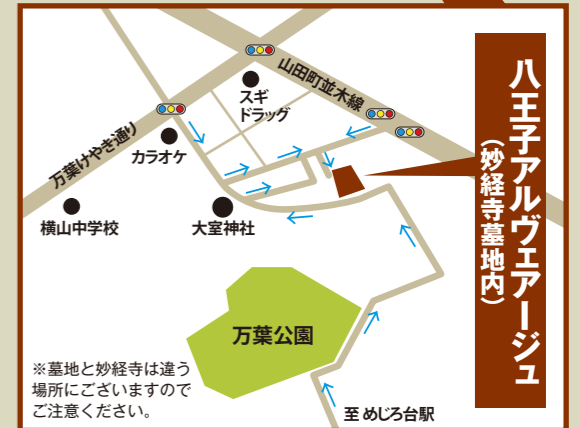 山田町並木線
スギ
ドラッグ
万葉けやき通り
カラオケ
横山中学校
大室神社
八王子アルヴェアージュ
（妙経寺墓地内）
万葉公園
※墓地と妙経寺は違う
場所にございますので
ご注意ください。
至 めじろ台駅